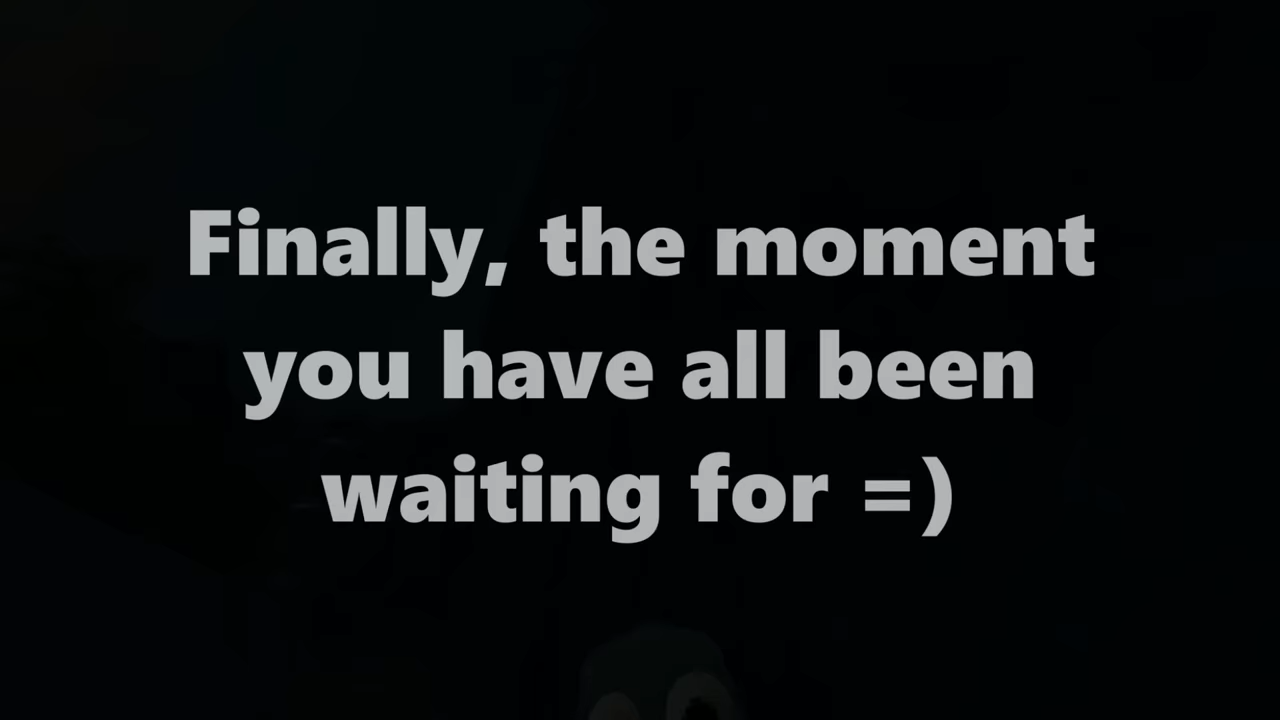 Finally, the moment
you have all been
waiting for =)